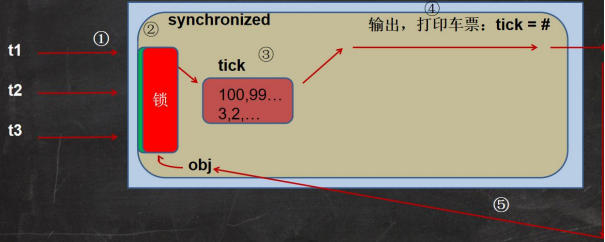 ④
synchronized
输出，打印车票：tick = #
①
②
t1
③
tick
t2
锁
100,99…
3,2,…
t3
obj
⑤